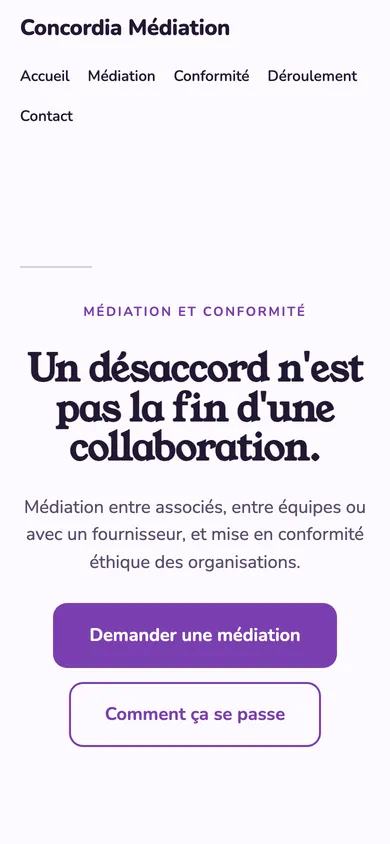 Concordia Médiation
Accueil Médiation Conformité Déroulement
Contact
MÉDIATION ET CONFORMITÉ
Un désaccord n'est
pas la fin d'une
collaboration.
Médiation entre associés, entre équipes ou
avec un fournisseur, et mise en conformité
éthique des organisations.
Demander une médiation
Comment ça se passe